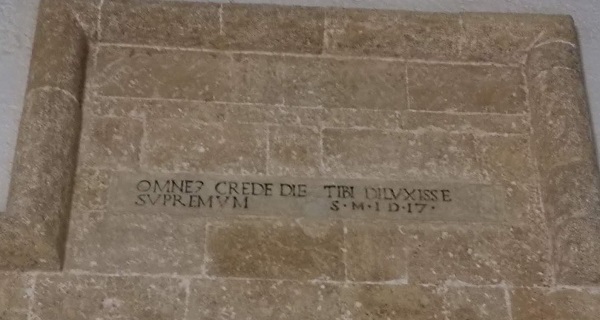 OMNE? CREDE DIE TIBI DILVXISSE
SVPREMVM S·M·I D·17·